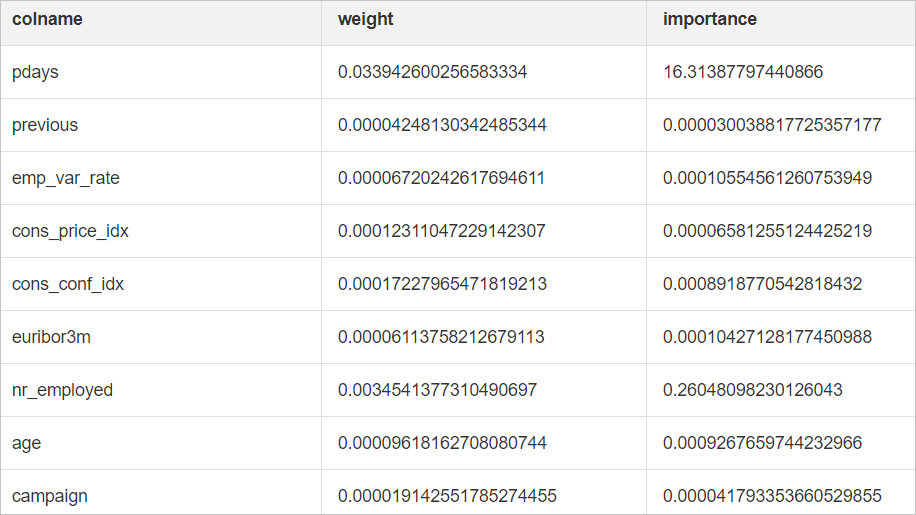 colname weight importance
pdays 0.033942600256583334 16.31387797440866
previous 0.00004248130342485344 0.000030038817725357177
emp_var_rate 0.00006720242617694611 0.00010554561260753949
cons_price_idx 0.00012311047229142307 0.00006581255124425219
cons_conf_idx 0.00017227965471819213 0.0008918770542818432
euribor3m 0.00006113758212679113 0.00010427128177450988
nr_employed 0.0034541377310490697 0.26048098230126043
age 0.00009618162708080744 0.0009267659744232966
campaign 0.000019142551785274455 0.000041793353660529855